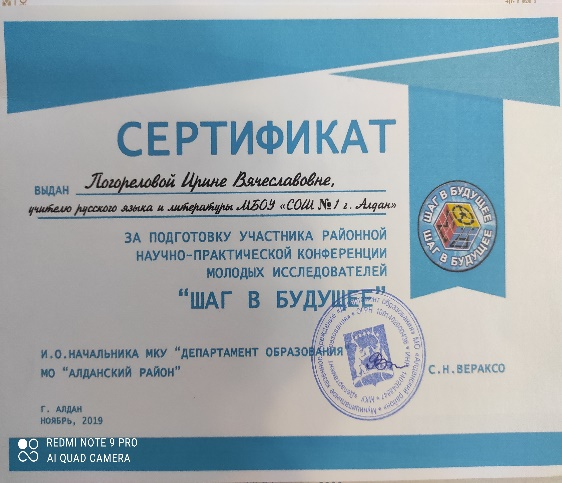 СЕРТИФИКАТ
ВЫДАН Погореловой Ирине Вячеславовне,
учителю русского языка и литературы МБОУ «СОШ №1 г. Алдан»
ЗА ПОДГОТОВКУ УЧАСТНИКА РАЙОННОЙ
НАУЧНО-ПРАКТИЧЕСКОЙ КОНФЕРЕНЦИИ
МОЛОДЫХ ИССЛЕДОВАТЕЛЕЙ
“ШАГ В БУДУЩЕЕ”
ШАГ В БУДУЩЕЕ
ШАГ В БУДУЩЕЕ
И.О.НАЧАЛЬНИКА МКУ “ДЕПАРТАМЕНТ ОБРАЗОВАНИЯ”
МО “АЛДАНСКИЙ РАЙОН”
С.Н.ВЕРАКСО
Г. АЛДАН
НОЯБРЬ, 2019
REDMI NOTE 9 PRO
AI QUAD CAMERA